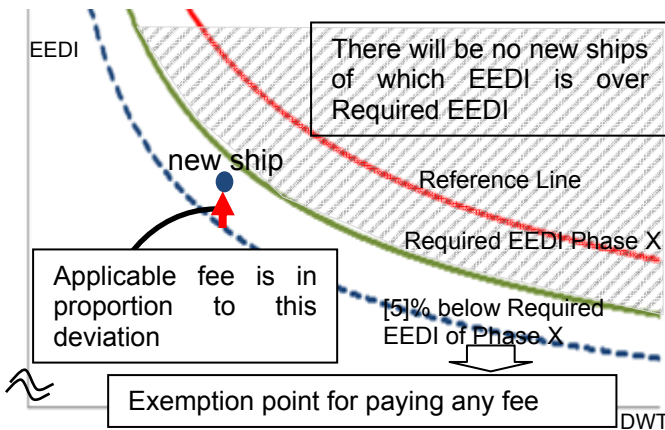 EEDI
There will be no new ships
of which EEDI is over
Required EEDI
new ship
Reference Line
Required EEDI Phase X
Applicable fee is in
proportion to this
deviation
[5]% below Required
EEDI of Phase X
Exemption point for paying any fee
DWT